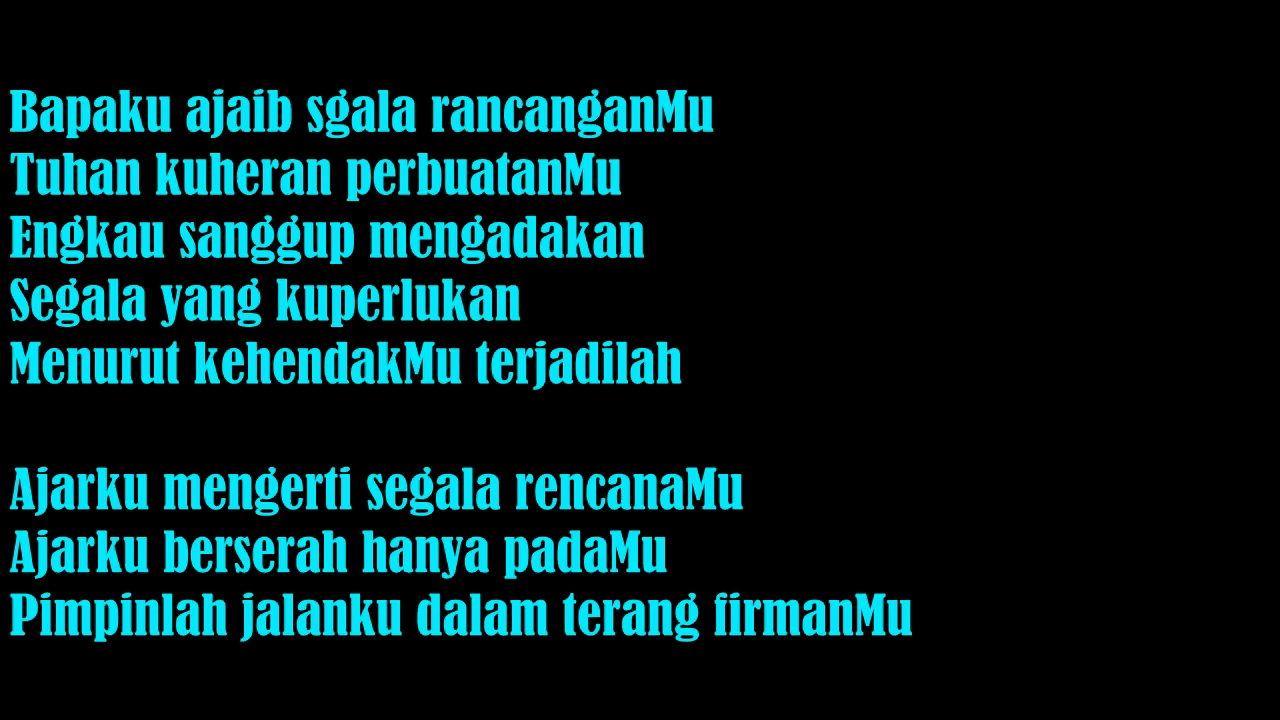 Bapaku ajaib sgala rancanganMu
Tuhan kuheran perbuatanMu
Engkau sanggup mengadakan
Segala yang kuperlukan
Menurut kehendakMu terjadilah
Ajarku mengerti segala rencanaMu
Ajarku berserah hanya padaMu
Pimpinlah jalanku dalam terang firmanMu